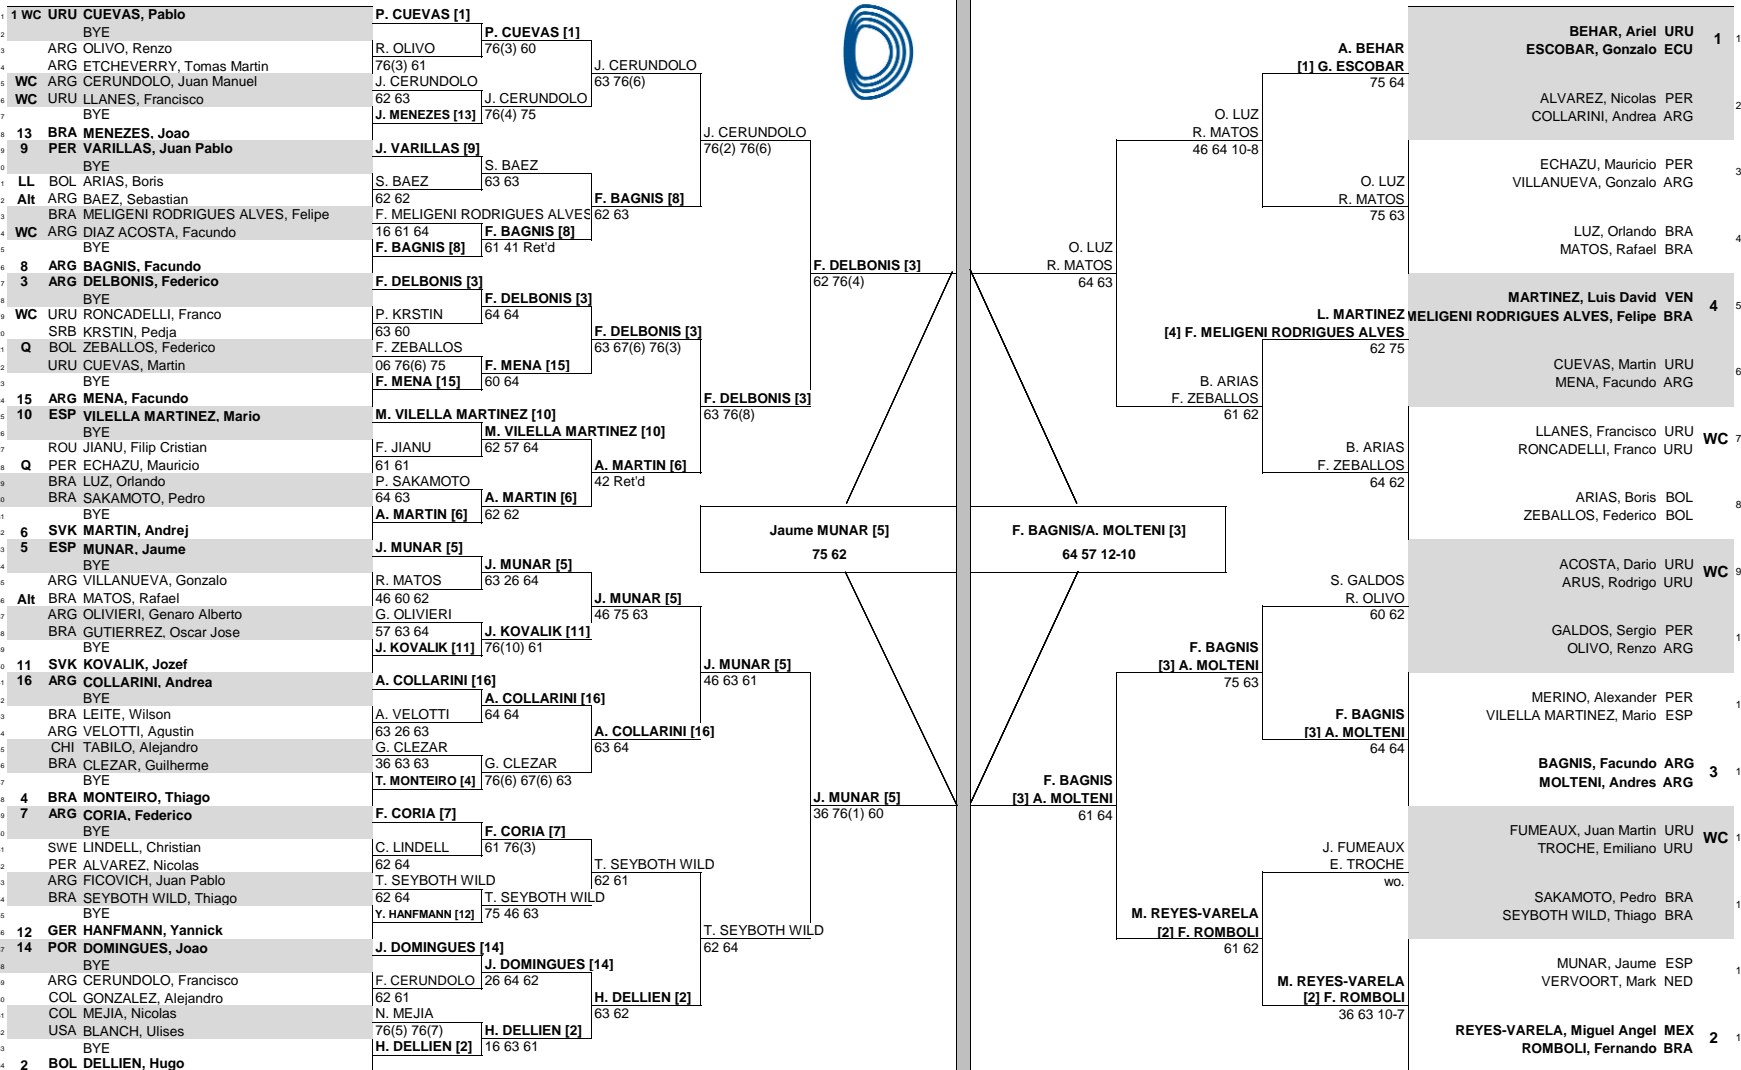 1 WC URU CUEVAS, Pablo
BYE
ARG OLIVO, Renzo
ARG ETCHEVERRY, Tomas Martin
WC ARG CERUNDOLO, Juan Manuel
WC URU LLANES, Francisco
BYE
13 BRA MENEZES, Joao
9 PER VARILLAS, Juan Pablo
BYE
LL BOL ARIAS, Boris
Alt ARG BAEZ, Sebastian
BRA MELIGENI RODRIGUES ALVES, Felipe
WC ARG DIAZ ACOSTA, Facundo
BYE
8 ARG BAGNIS, Facundo
3 ARG DELBONIS, Federico
BYE
WC URU RONCADELLI, Franco
SRB KRSTIN, Pedja
Q BOL ZEBALLOS, Federico
URU CUEVAS, Martin
BYE
15 ARG MENA, Facundo
10 ESP VILELLA MARTINEZ, Mario
BYE
ROU JIANU, Filip Cristian
Q PER ECHAZU, Mauricio
BRA LUZ, Orlando
BRA SAKAMOTO, Pedro
BYE
6 SVK MARTIN, Andrej
5 ESP MUNAR, Jaume
BYE
ARG VILLANUEVA, Gonzalo
Alt BRA MATOS, Rafael
ARG OLIVIERI, Genaro Alberto
BRA GUTIERREZ, Oscar Jose
BYE
11 SVK KOVALIK, Jozef
16 ARG COLLARINI, Andrea
BYE
BRA LEITE, Wilson
ARG VELOTTI, Agustin
CHI TABILO, Alejandro
BRA CLEZAR, Guilherme
BYE
4 BRA MONTEIRO, Thiago
7 ARG CORIA, Federico
BYE
SWE LINDELL, Christian
PER ALVAREZ, Nicolas
ARG FICOVICH, Juan Pablo
BRA SEYBOTH WILD, Thiago
BYE
12 GER HANFMANN, Yannick
14 POR DOMINGUES, Joao
BYE
ARG CERUNDOLO, Francisco
COL GONZALEZ, Alejandro
COL MEJIA, Nicolas
USA BLANCH, Ulises
BYE
2 BOL DELLIEN, Hugo
P. CUEVAS [1]
R. OLIVO
76(3) 61
J. CERUNDOLO
62 63
J. MENEZES [13]
J. VARILLAS [9]
S. BAEZ
62 62
F. MELIGENI RODRIGUES ALVES
16 61 64
F. BAGNIS [8]
F. DELBONIS [3]
P. KRSTIN
63 60
F. ZEBALLOS
06 76(6) 75
F. MENA [15]
M. VILELLA MARTINEZ [10]
F. JIANU
61 61
P. SAKAMOTO
64 63
A. MARTIN [6]
J. MUNAR [5]
R. MATOS
46 60 62
G. OLIVIERI
57 63 64
J. KOVALIK [11]
A. COLLARINI [16]
A. VELOTTI
63 26 63
G. CLEZAR
36 63 63
T. MONTEIRO [4]
F. CORIA [7]
C. LINDELL
62 64
T. SEYBOTH WILD
62 64
Y. HANFMANN [12]
J. DOMINGUES [14]
F. CERUNDOLO
62 61
N. MEJIA
76(5) 76(7)
H. DELLIEN [2]
P. CUEVAS [1]
76(3) 60
J. CERUNDOLO
76(4) 75
S. BAEZ
63 63
F. BAGNIS [8]
61 41 Ret'd
F. DELBONIS [3]
64 64
F. MENA [15]
60 64
M. VILELLA MARTINEZ [10]
62 57 64
A. MARTIN [6]
62 62
J. MUNAR [5]
63 26 64
J. KOVALIK [11]
76(10) 61
A. COLLARINI [16]
64 64
G. CLEZAR
76(6) 67(6) 63
F. CORIA [7]
61 76(3)
T. SEYBOTH WILD
75 46 63
J. DOMINGUES [14]
26 64 62
H. DELLIEN [2]
16 63 61
J. CERUNDOLO
63 76(6)
F. BAGNIS [8]
62 63
F. DELBONIS [3]
63 67(6) 76(3)
A. MARTIN [6]
42 Ret'd
J. MUNAR [5]
46 75 63
A. COLLARINI [16]
63 64
T. SEYBOTH WILD
62 61
H. DELLIEN [2]
63 62
J. CERUNDOLO
76(2) 76(6)
F. DELBONIS [3]
63 76(8)
J. MUNAR [5]
46 63 61
T. SEYBOTH WILD
62 64
F. DELBONIS [3]
62 76(4)
J. MUNAR [5]
36 76(1) 60
Jaume MUNAR [5]
75 62
F. BAGNIS/A. MOLTENI [3]
64 57 12-10
O. LUZ
R. MATOS
64 63
F. BAGNIS
[3] A. MOLTENI
61 64
O. LUZ
R. MATOS
46 64 10-8
B. ARIAS
F. ZEBALLOS
61 62
F. BAGNIS
[3] A. MOLTENI
75 63
M. REYES-VARELA
[2] F. ROMBOLI
61 62
A. BEHAR
[1] G. ESCOBAR
75 64
O. LUZ
R. MATOS
75 63
L. MARTINEZ
[4] F. MELIGENI RODRIGUES ALVES
62 75
B. ARIAS
F. ZEBALLOS
64 62
S. GALDOS
R. OLIVO
60 62
F. BAGNIS
[3] A. MOLTENI
64 64
J. FUMEAUX
E. TROCHE
wo.
M. REYES-VARELA
[2] F. ROMBOLI
36 63 10-7
BEHAR, Ariel URU 1
ESCOBAR, Gonzalo ECU
ALVAREZ, Nicolas PER
COLLARINI, Andrea ARG
ECHAZU, Mauricio PER
VILLANUEVA, Gonzalo ARG
LUZ, Orlando BRA
MATOS, Rafael BRA
MARTINEZ, Luis David VEN 4
MELIGENI RODRIGUES ALVES, Felipe BRA
CUEVAS, Martin URU
MENA, Facundo ARG
LLANES, Francisco URU WC
RONCADELLI, Franco URU
ARIAS, Boris BOL
ZEBALLOS, Federico BOL
ACOSTA, Dario URU WC
ARUS, Rodrigo URU
GALDOS, Sergio PER
OLIVO, Renzo ARG
MERINO, Alexander PER
VILELLA MARTINEZ, Mario ESP
BAGNIS, Facundo ARG 3
MOLTENI, Andres ARG
FUMEAUX, Juan Martin URU WC
TROCHE, Emiliano URU
SAKAMOTO, Pedro BRA
SEYBOTH WILD, Thiago BRA
MUNAR, Jaume ESP
VERVOORT, Mark NED
REYES-VARELA, Miguel Angel MEX 2
ROMBOLI, Fernando BRA